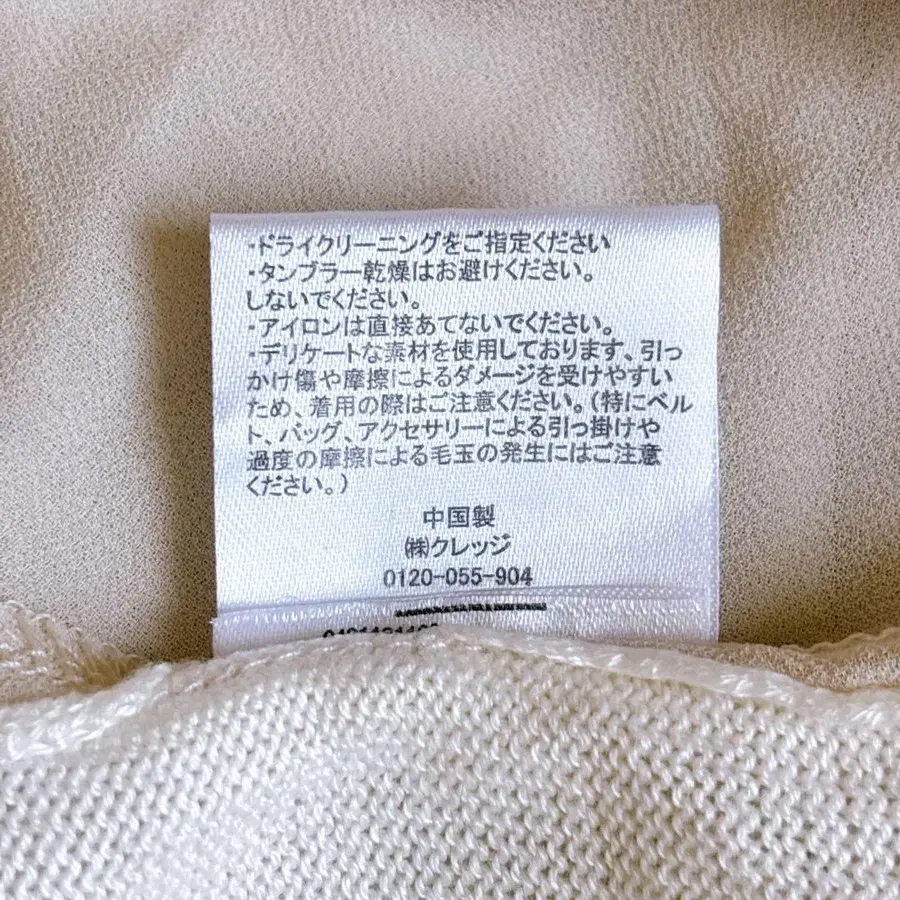 ・ドライクリーニングをご指定ください
・タンブラー乾燥はお避けください。
しないでください。
・アイロンは直接あてないでください。
・デリケートな素材を使用しております、引っ
かけ傷や摩擦によるダメージを受けやすい
ため、着用の際はご注意ください。（特にベル
ト、バッグ、アクセサリーによる引っ掛けや
過度の摩擦による毛玉の発生にはご注意
ください。）
中国製
㈱クレッジ
0120-055-904